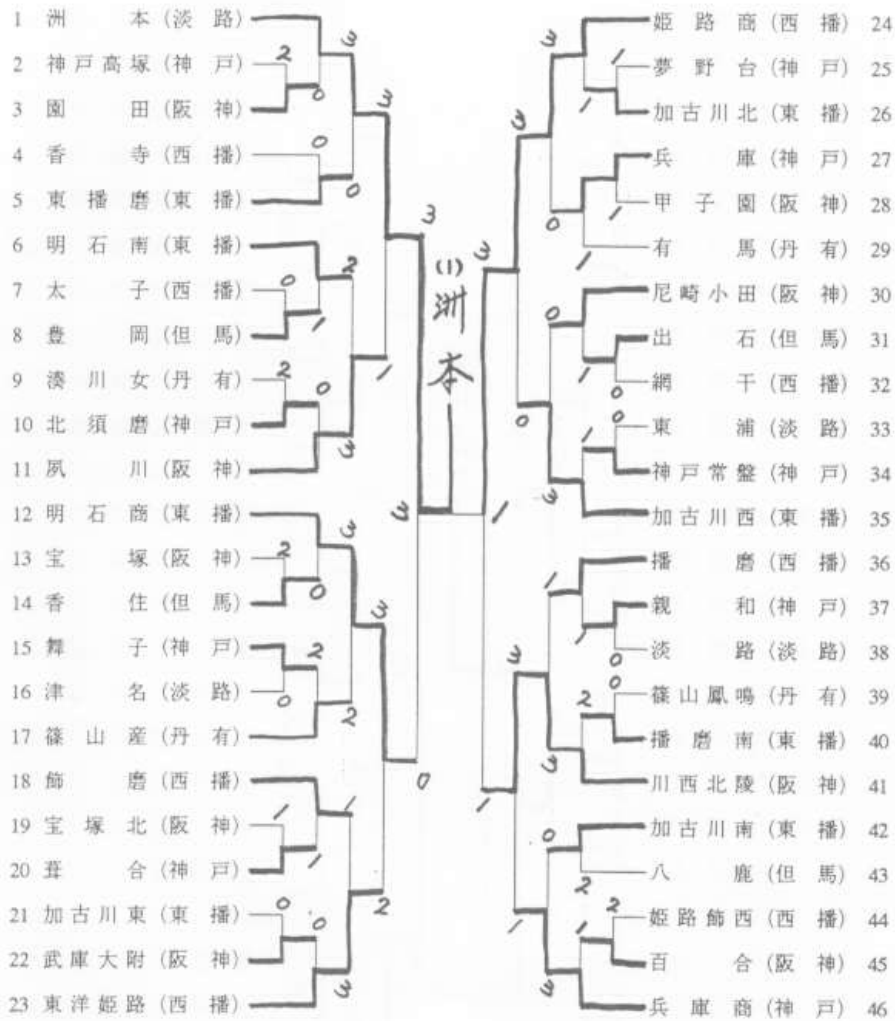 1 洲本(淡路)
2 神戸高塚(神戸)
3 園田(阪神)
4 香寺(西播)
5 東播磨(東播)
6 明石南(東播)
7 太子(西播)
8 豊岡(但馬)
9 湊川女(丹有)
10 北須磨(神戸)
11 夙川(阪神)
12 明石商(東播)
13 宝塚(阪神)
14 香住(但馬)
15 舞子(神戸)
16 津名(淡路)
17 篠山産(丹有)
18 飾磨(西播)
19 宝塚北(阪神)
20 葺合(神戸)
21 加古川東(東播)
22 武庫大附(阪神)
23 東洋姫路(西播)
(1)
洲本
姫路商(西播) 24
夢野台(神戸) 25
加古川北(東播) 26
兵庫(神戸) 27
甲子園(阪神) 28
有馬(丹有) 29
尼崎小田(阪神) 30
出石(但馬) 31
網干(西播) 32
東浦(淡路) 33
神戸常盤(神戸) 34
加古川西(東播) 35
播磨(西播) 36
親和(神戸) 37
淡路(淡路) 38
篠山鳳鳴(丹有) 39
播磨南(東播) 40
川西北陵(阪神) 41
加古川南(東播) 42
八鹿(但馬) 43
姫路飾西(西播) 44
百合(阪神) 45
兵庫商(神戸) 46